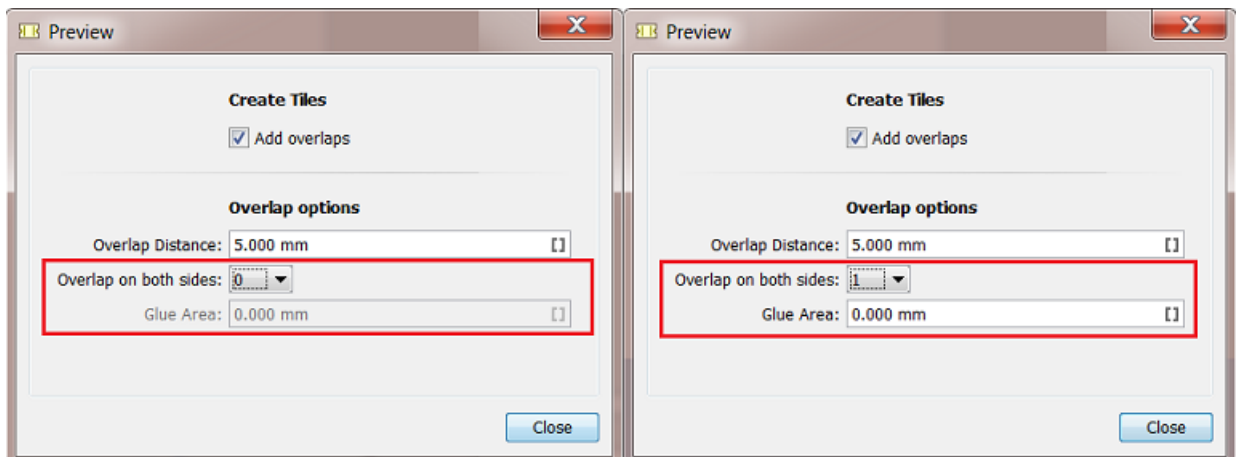 Preview
Create Tiles
Add overlaps
Overlap options
Overlap Distance: 5.000 mm []
Overlap on both sides: 0
Glue Area: 0.000 mm []
Close
Preview
Create Tiles
Add overlaps
Overlap options
Overlap Distance: 5.000 mm []
Overlap on both sides: 1
Glue Area: 0.000 mm []
Close